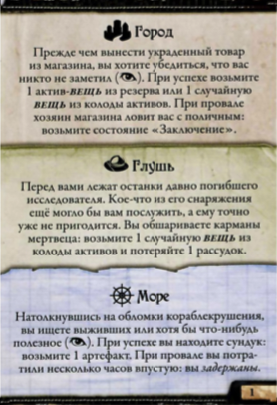 Город
Прежде чем вынести украденный товар
из магазина, вы хотите убедиться, что вас
никто не заметил (). При успехе возьмите
1 актив-ВЕЩЬ из резерва или 1 случайную
ВЕЩЬ из колоды активов. При провале
хозяин магазина ловит вас с поличным:
возьмите состояние «Заключение».
Глушь
Перед вами лежат останки давно погибшего
исследователя. Кое-что из его снаряжения
ещё могло бы вам послужить, а ему точно
уже не пригодится. Вы обшариваете карманы
мертвеца: возьмите 1 случайную ВЕЩЬ из
колоды активов и потеряйте 1 рассудок.
Море
Натолкнувшись на обломки кораблекрушения,
вы ищете выживших или хотя бы что-нибудь
полезное (). При успехе вы находите сундук:
возьмите 1 артефакт. При провале вы потра-
тили несколько часов впустую: вы задержаны.
1